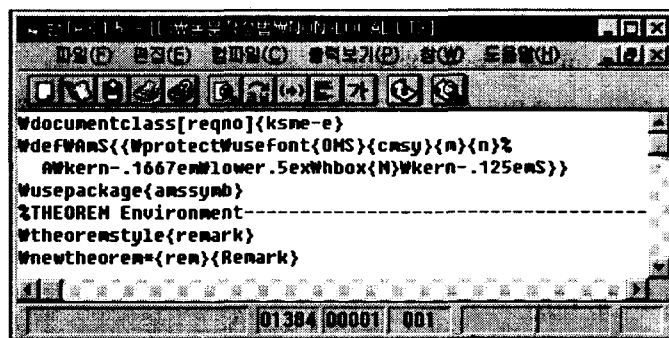 파일(F) 편집(E) 컴파일(C) 출력보기(P) 창(W) 도움말(H)
가
₩documentclass[reqno]{ksme-e}
₩def₩AmS{{₩protect₩usefont{OMS}{cmsy}{m}{n}%
A₩kern-.1667em₩lower.5ex₩hbox{M}₩kern-.125emS}}
₩usepackage{amssymb}
%THEOREM Environment----------------------------------------
₩theoremstyle{remark}
₩newtheorem*{rem}{Remark}
01384 00001 001